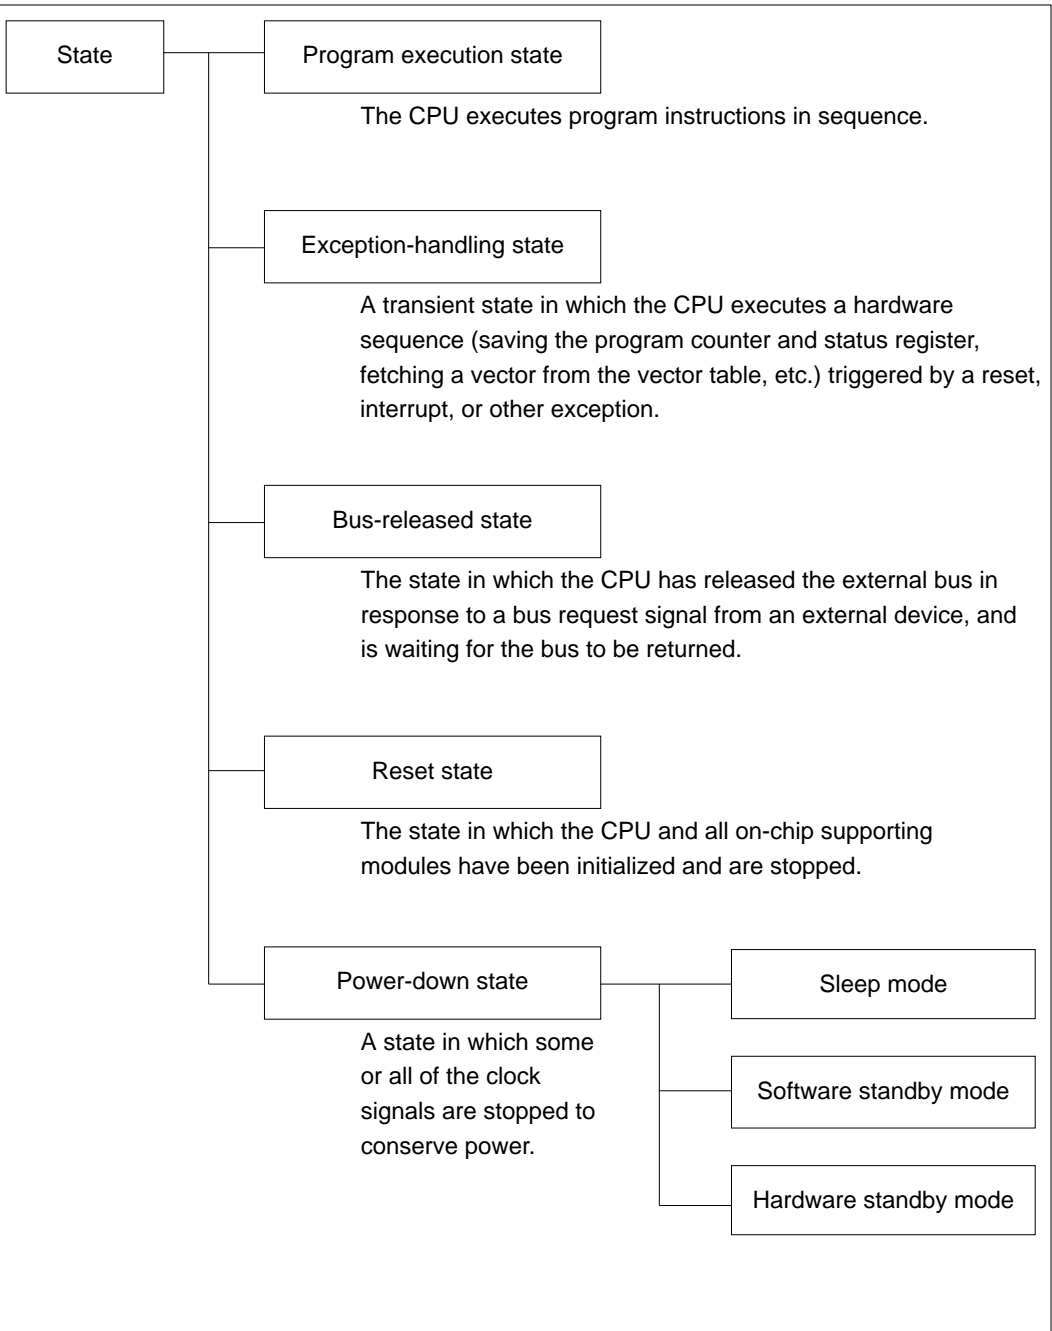 State
Program execution state
The CPU executes program instructions in sequence.
Exception-handling state
A transient state in which the CPU executes a hardware
sequence (saving the program counter and status register,
fetching a vector from the vector table, etc.) triggered by a reset,
interrupt, or other exception.
Bus-released state
The state in which the CPU has released the external bus in
response to a bus request signal from an external device, and
is waiting for the bus to be returned.
Reset state
The state in which the CPU and all on-chip supporting
modules have been initialized and are stopped.
Power-down state
A state in which some
or all of the clock
signals are stopped to
conserve power.
Sleep mode
Software standby mode
Hardware standby mode